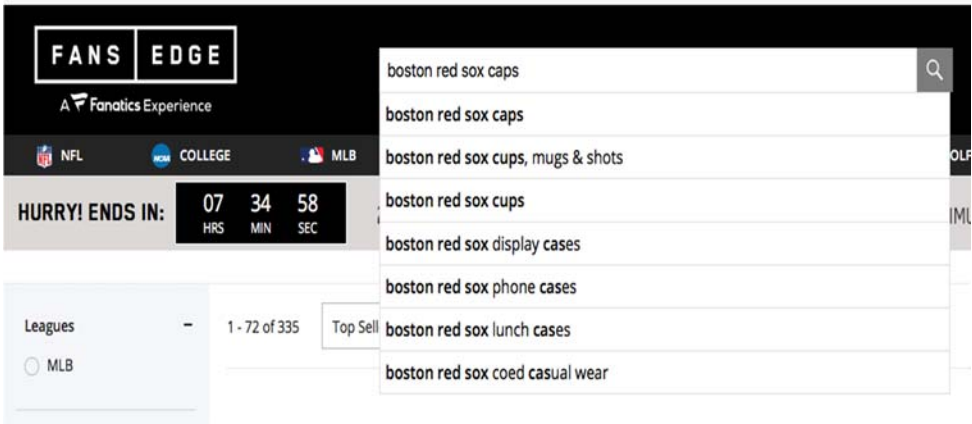 FANS EDGE
A Fanatics Experience
boston red sox caps
boston red sox caps
boston red sox cups, mugs & shots
boston red sox cups
boston red sox display cases
boston red sox phone cases
boston red sox lunch cases
boston red sox coed casual wear
NFL COLLEGE MLB
HURRY! ENDS IN: 07 34 58
HRS MIN SEC
Leagues - 1 - 72 of 335 Top Sell
MLB